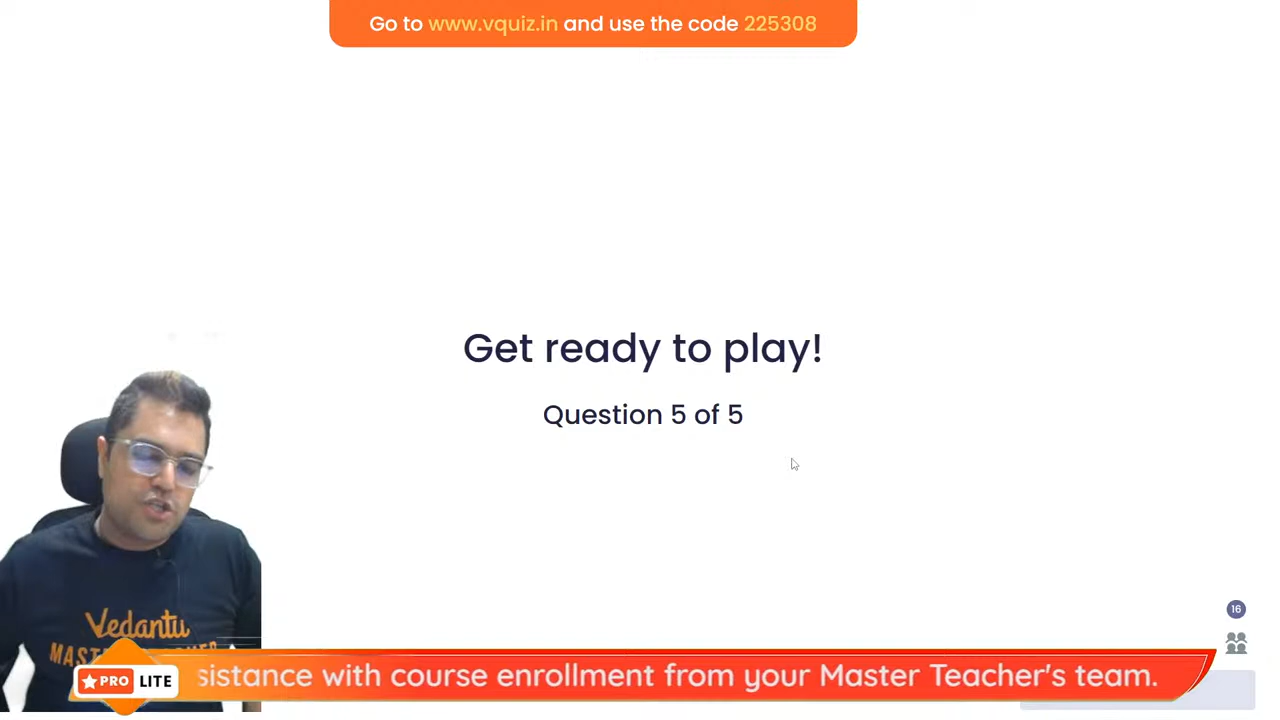 Go to www.vquiz.in and use the code 225308
Get ready to play!
Question 5 of 5
Vedantu
16
PRO LITE
sistance with course enrollment from your Master Teacher's team.